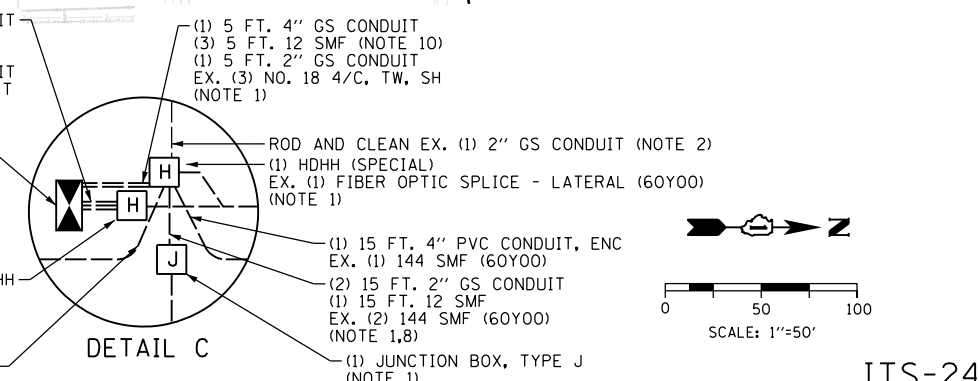 IT
IT
T
(1) 5 FT. 4" GS CONDUIT
(3) 5 FT. 12 SMF (NOTE 10)
(1) 5 FT. 2" GS CONDUIT
EX. (3) NO. 18 4/C, TW, SH
(NOTE 1)
ROD AND CLEAN EX. (1) 2" GS CONDUIT (NOTE 2)
(1) HDHH (SPECIAL)
EX. (1) FIBER OPTIC SPLICE - LATERAL (60Y00)
(NOTE 1)
H
H
J
(1) 15 FT. 4" PVC CONDUIT, ENC
EX. (1) 144 SMF (60Y00)
(2) 15 FT. 2" GS CONDUIT
(1) 15 FT. 12 SMF
EX. (2) 144 SMF (60Y00)
(NOTE 1,8)
HH
(1) JUNCTION BOX, TYPE J
(NOTE 1)
DETAIL C
N
0 50 100
SCALE: 1"=50'
ITS-24